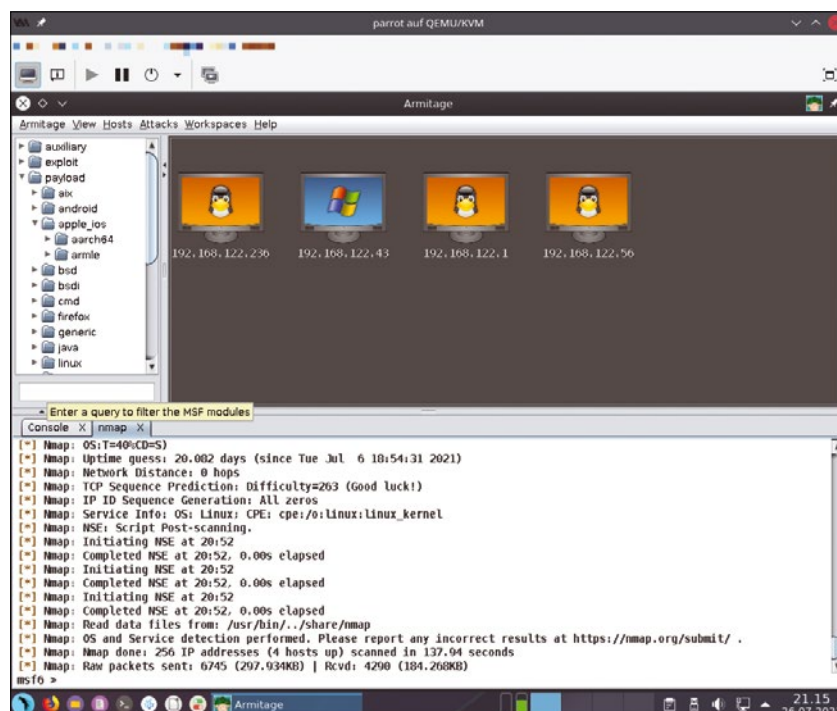 parrot auf QEMU/KVM
Armitage
Armitage View Hosts Attacks Workspaces Help
auxiliary
exploit
payload
aix
android
apple_ios
aarch64
armle
bsd
bsdi
cmd
firefox
generic
java
linux
192.168.122.236
192.168.122.43
192.168.122.1
192.168.122.56
Enter a query to filter the MSF modules
Console X nmap X
[*] Nmap: OS:T=40%CD=S)
[*] Nmap: Uptime guess: 20.082 days (since Tue Jul 6 18:54:31 2021)
[*] Nmap: Network Distance: 0 hops
[*] Nmap: TCP Sequence Prediction: Difficulty=263 (Good luck!)
[*] Nmap: IP ID Sequence Generation: All zeros
[*] Nmap: Service Info: OS: Linux; CPE: cpe:/o:linux:linux_kernel
[*] Nmap: NSE: Script Post-scanning.
[*] Nmap: Initiating NSE at 20:52
[*] Nmap: Completed NSE at 20:52, 0.00s elapsed
[*] Nmap: Initiating NSE at 20:52
[*] Nmap: Completed NSE at 20:52, 0.00s elapsed
[*] Nmap: Initiating NSE at 20:52
[*] Nmap: Completed NSE at 20:52, 0.00s elapsed
[*] Nmap: Read data files from: /usr/bin/../share/nmap
[*] Nmap: OS and Service detection performed. Please report any incorrect results at https://nmap.org/submit/ .
[*] Nmap: Nmap done: 256 IP addresses (4 hosts up) scanned in 137.94 seconds
[*] Nmap: Raw packets sent: 6745 (297.934KB) | Rcvd: 4290 (184.268KB)
msf6 >
Armitage
21.15